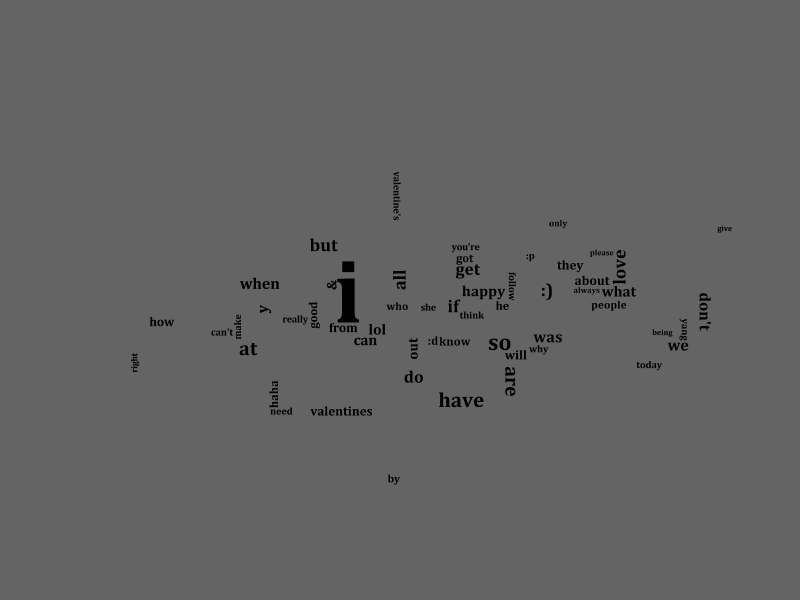 valentine's
only
give
but
you're
got
get
:p
they
please
love
when
&
i
all
happy
follow
:)
about
always
what
y
good
who
she
if
think
he
people
don't
how
can't
make
really
from
lol
can
out
:d
know
so
was
why
will
being
yang
we
right
at
do
are
today
haha
need
valentines
have
by